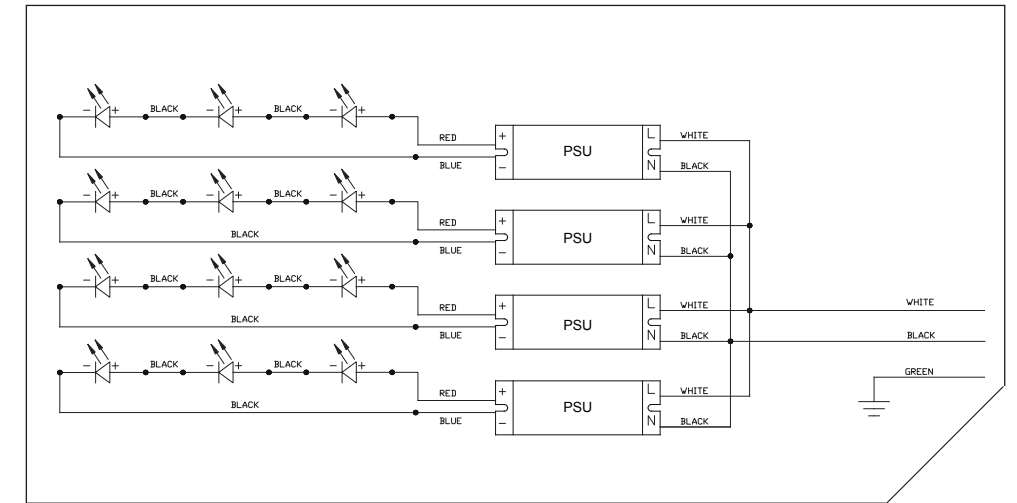 - + BLACK - + BLACK - +
RED
BLUE
+ PSU L WHITE
- N BLACK
- + BLACK - + BLACK - +
RED
BLACK
BLUE
+ PSU L WHITE
- N BLACK
- + BLACK - + BLACK - +
RED
BLACK
BLUE
+ PSU L WHITE
- N BLACK
WHITE
BLACK
- + BLACK - + BLACK - +
RED
BLACK
BLUE
+ PSU L WHITE
- N BLACK
GREEN